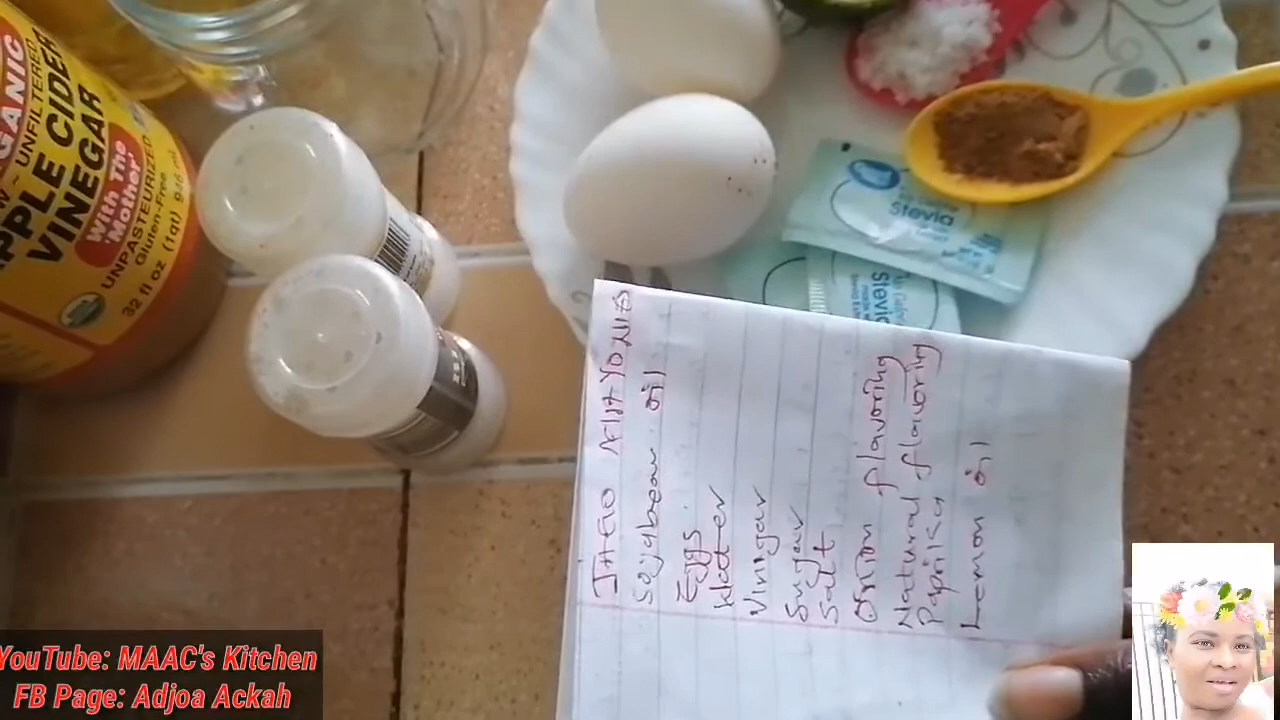 ORGANIC
UNFILTERED
APPLE CIDER
VINEGAR
With The
'Mother'
UNPASTEURIZED
Gluten-Free
32 fl oz (1qt) 946 ml
Stevia
Stevia
Soyabean oil
Eggs
Water
Vinigar
Sugar
Salt
Onion flavoring
Natural flavoring
Paprika
Lemon oil
YouTube: MAAC's Kitchen
FB Page: Adjoa Ackah